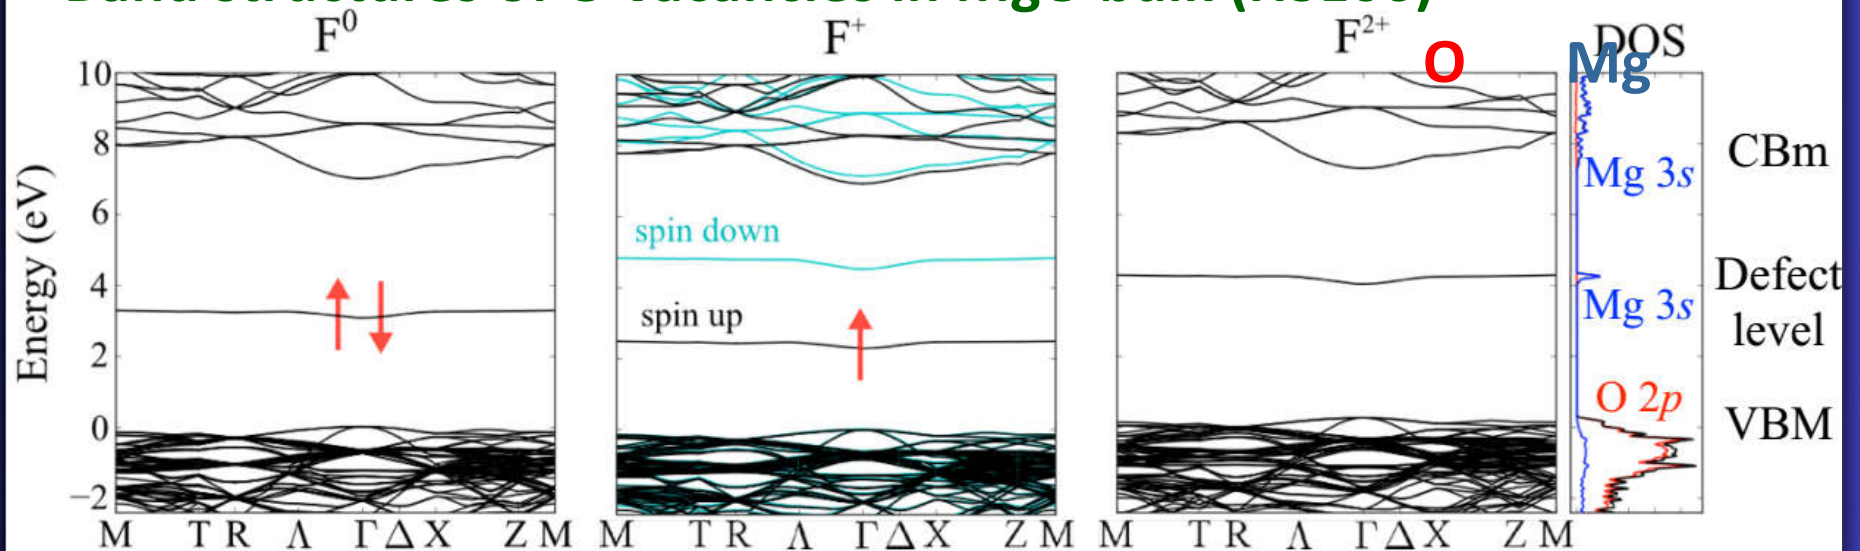 F⁰
F⁺
F²⁺
DOS
O
Mg
Energy (eV)
10
8
6
4
2
0
−2
spin down
spin up
Mg 3s
Mg 3s
O 2p
CBm
Defect
level
VBM
M T R Λ Γ Δ X Z M
M T R Λ Γ Δ X Z M
M T R Λ Γ Δ X Z M